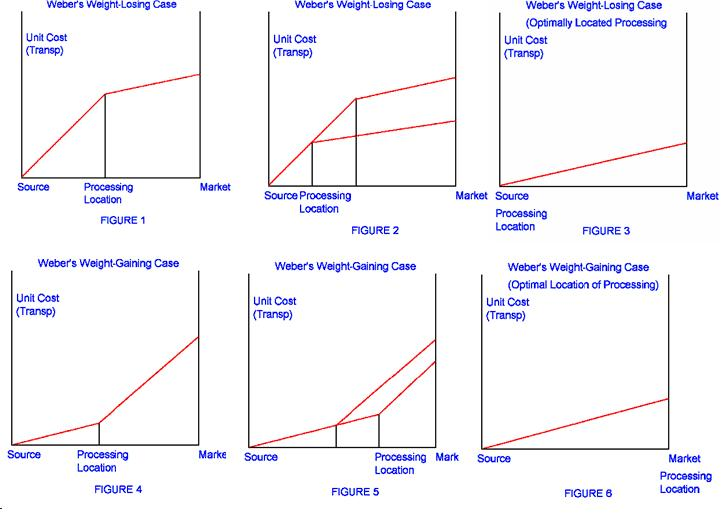 Weber's Weight-Losing Case
Unit Cost
(Transp)
Source
Processing
Location
Market
FIGURE 1
Weber's Weight-Losing Case
Unit Cost
(Transp)
Source
Processing
Location
Market
FIGURE 2
Weber's Weight-Losing Case
(Optimally Located Processing
Unit Cost
(Transp)
Source
Market
Processing
Location
FIGURE 3
Weber's Weight-Gaining Case
Unit Cost
(Transp)
Source
Processing
Location
Marke
FIGURE 4
Weber's Weight-Gaining Case
Unit Cost
(Transp)
Source
Processing
Location
Mark
FIGURE 5
Weber's Weight-Gaining Case
(Optimal Location of Processing)
Unit Cost
(Transp)
Source
Market
Processing
Location
FIGURE 6